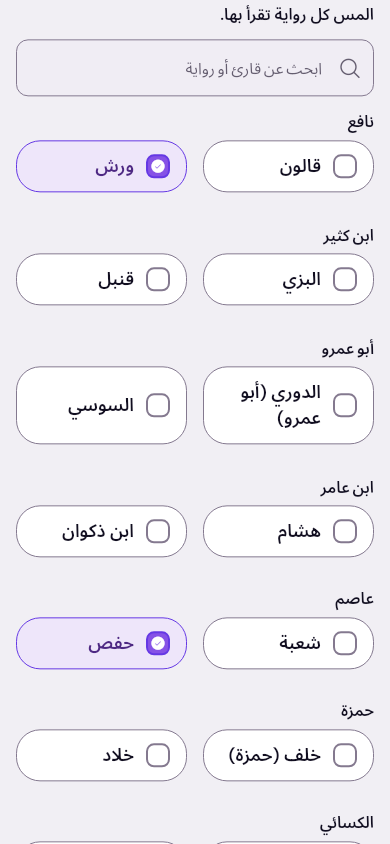 المس كل رواية تقرأ بها.
ابحث عن قارئ أو رواية
نافع
قالون
ورش
ابن كثير
البزي
قنبل
أبو عمرو
الدوري (أبو
عمرو)
السوسي
ابن عامر
هشام
ابن ذكوان
عاصم
شعبة
حفص
حمزة
خلف (حمزة)
خلاد
الكسائي